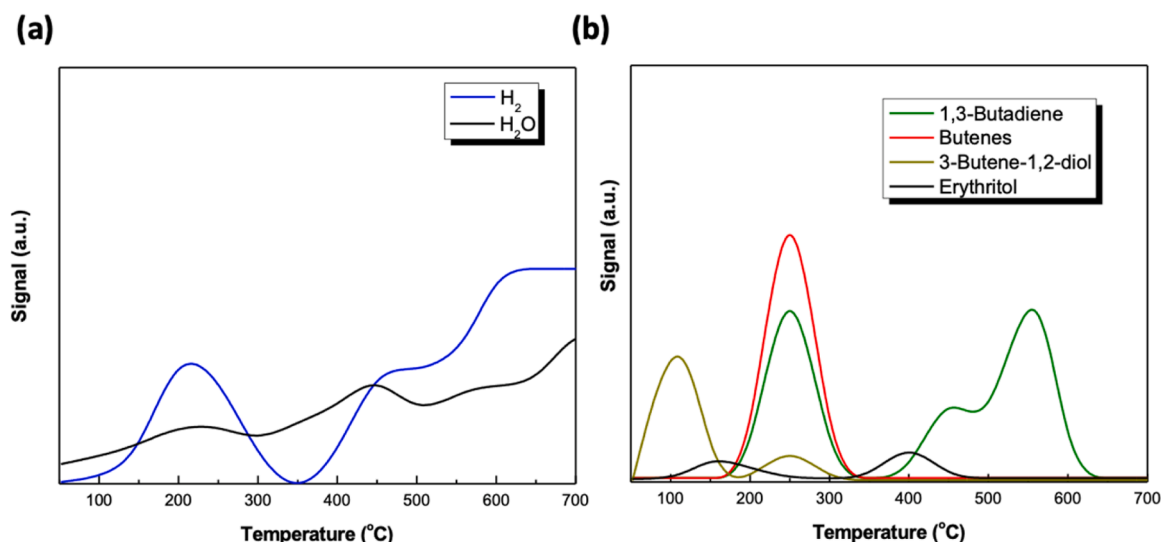 (a)
H2
H2O
Signal (a.u.)
100 200 300 400 500 600 700
Temperature (°C)
(b)
1,3-Butadiene
Butenes
3-Butene-1,2-diol
Erythritol
Signal (a.u.)
100 200 300 400 500 600 700
Temperature (°C)